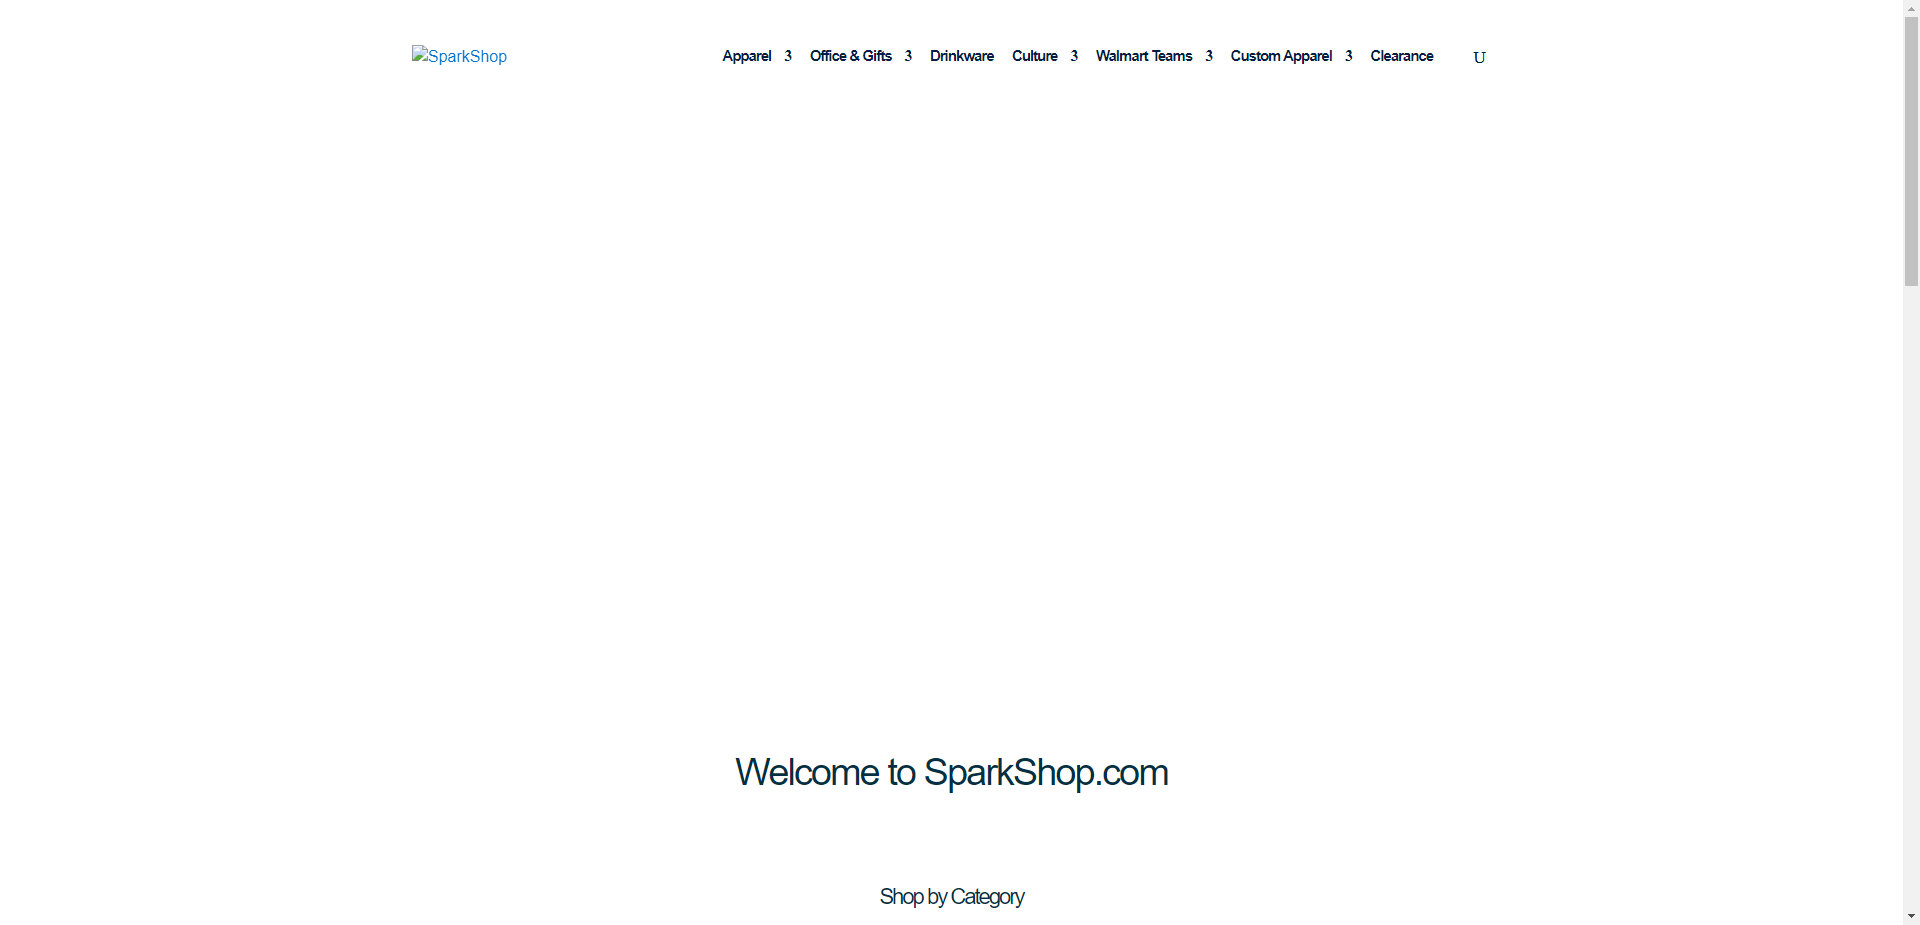 SparkShop
Apparel 3 Office & Gifts 3 Drinkware Culture 3 Walmart Teams 3 Custom Apparel 3 Clearance U
Welcome to SparkShop.com
Shop by Category